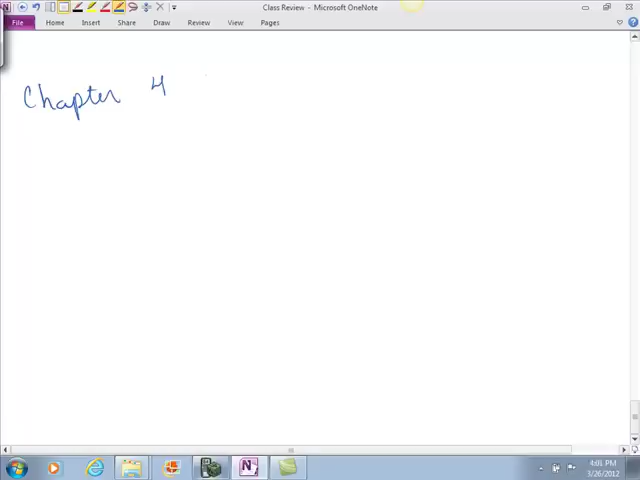 Class Review - Microsoft OneNote
File Home Insert Share Draw Review View Pages
Chapter 4
4:01 PM
3/26/2012